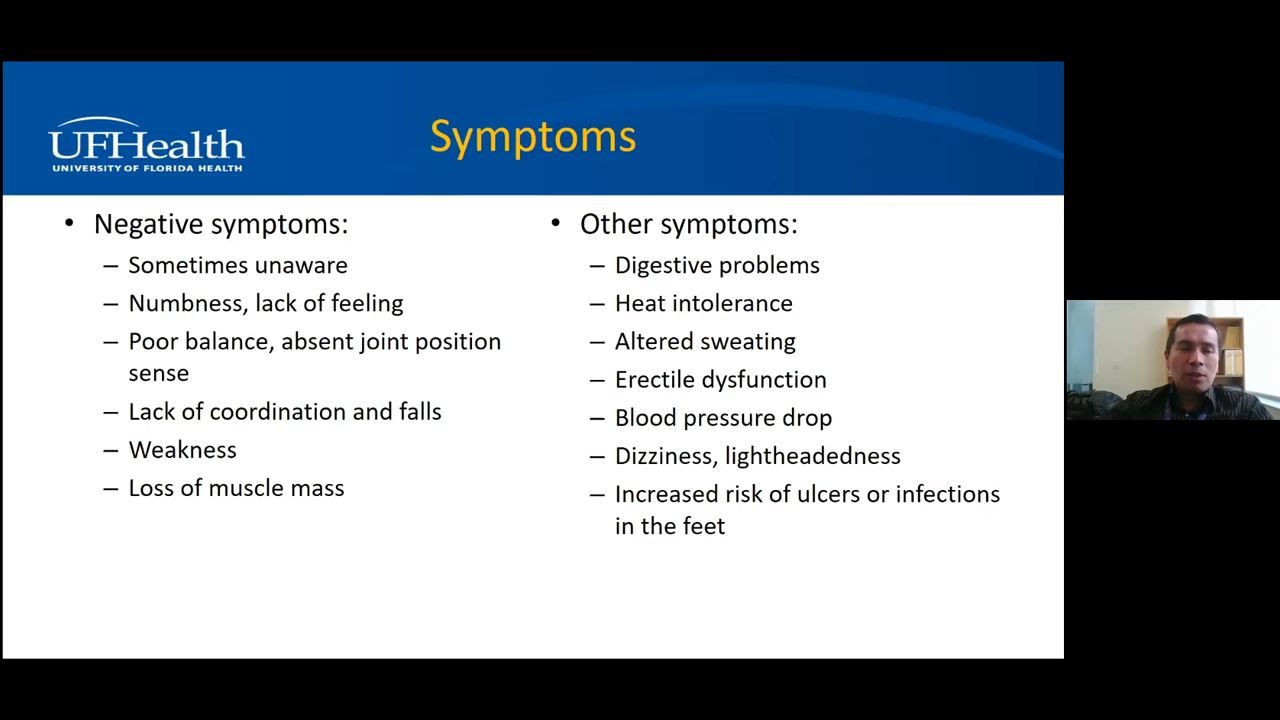 UFHealth
UNIVERSITY OF FLORIDA HEALTH
Symptoms
• Negative symptoms:
– Sometimes unaware
– Numbness, lack of feeling
– Poor balance, absent joint position
sense
– Lack of coordination and falls
– Weakness
– Loss of muscle mass
• Other symptoms:
– Digestive problems
– Heat intolerance
– Altered sweating
– Erectile dysfunction
– Blood pressure drop
– Dizziness, lightheadedness
– Increased risk of ulcers or infections
in the feet